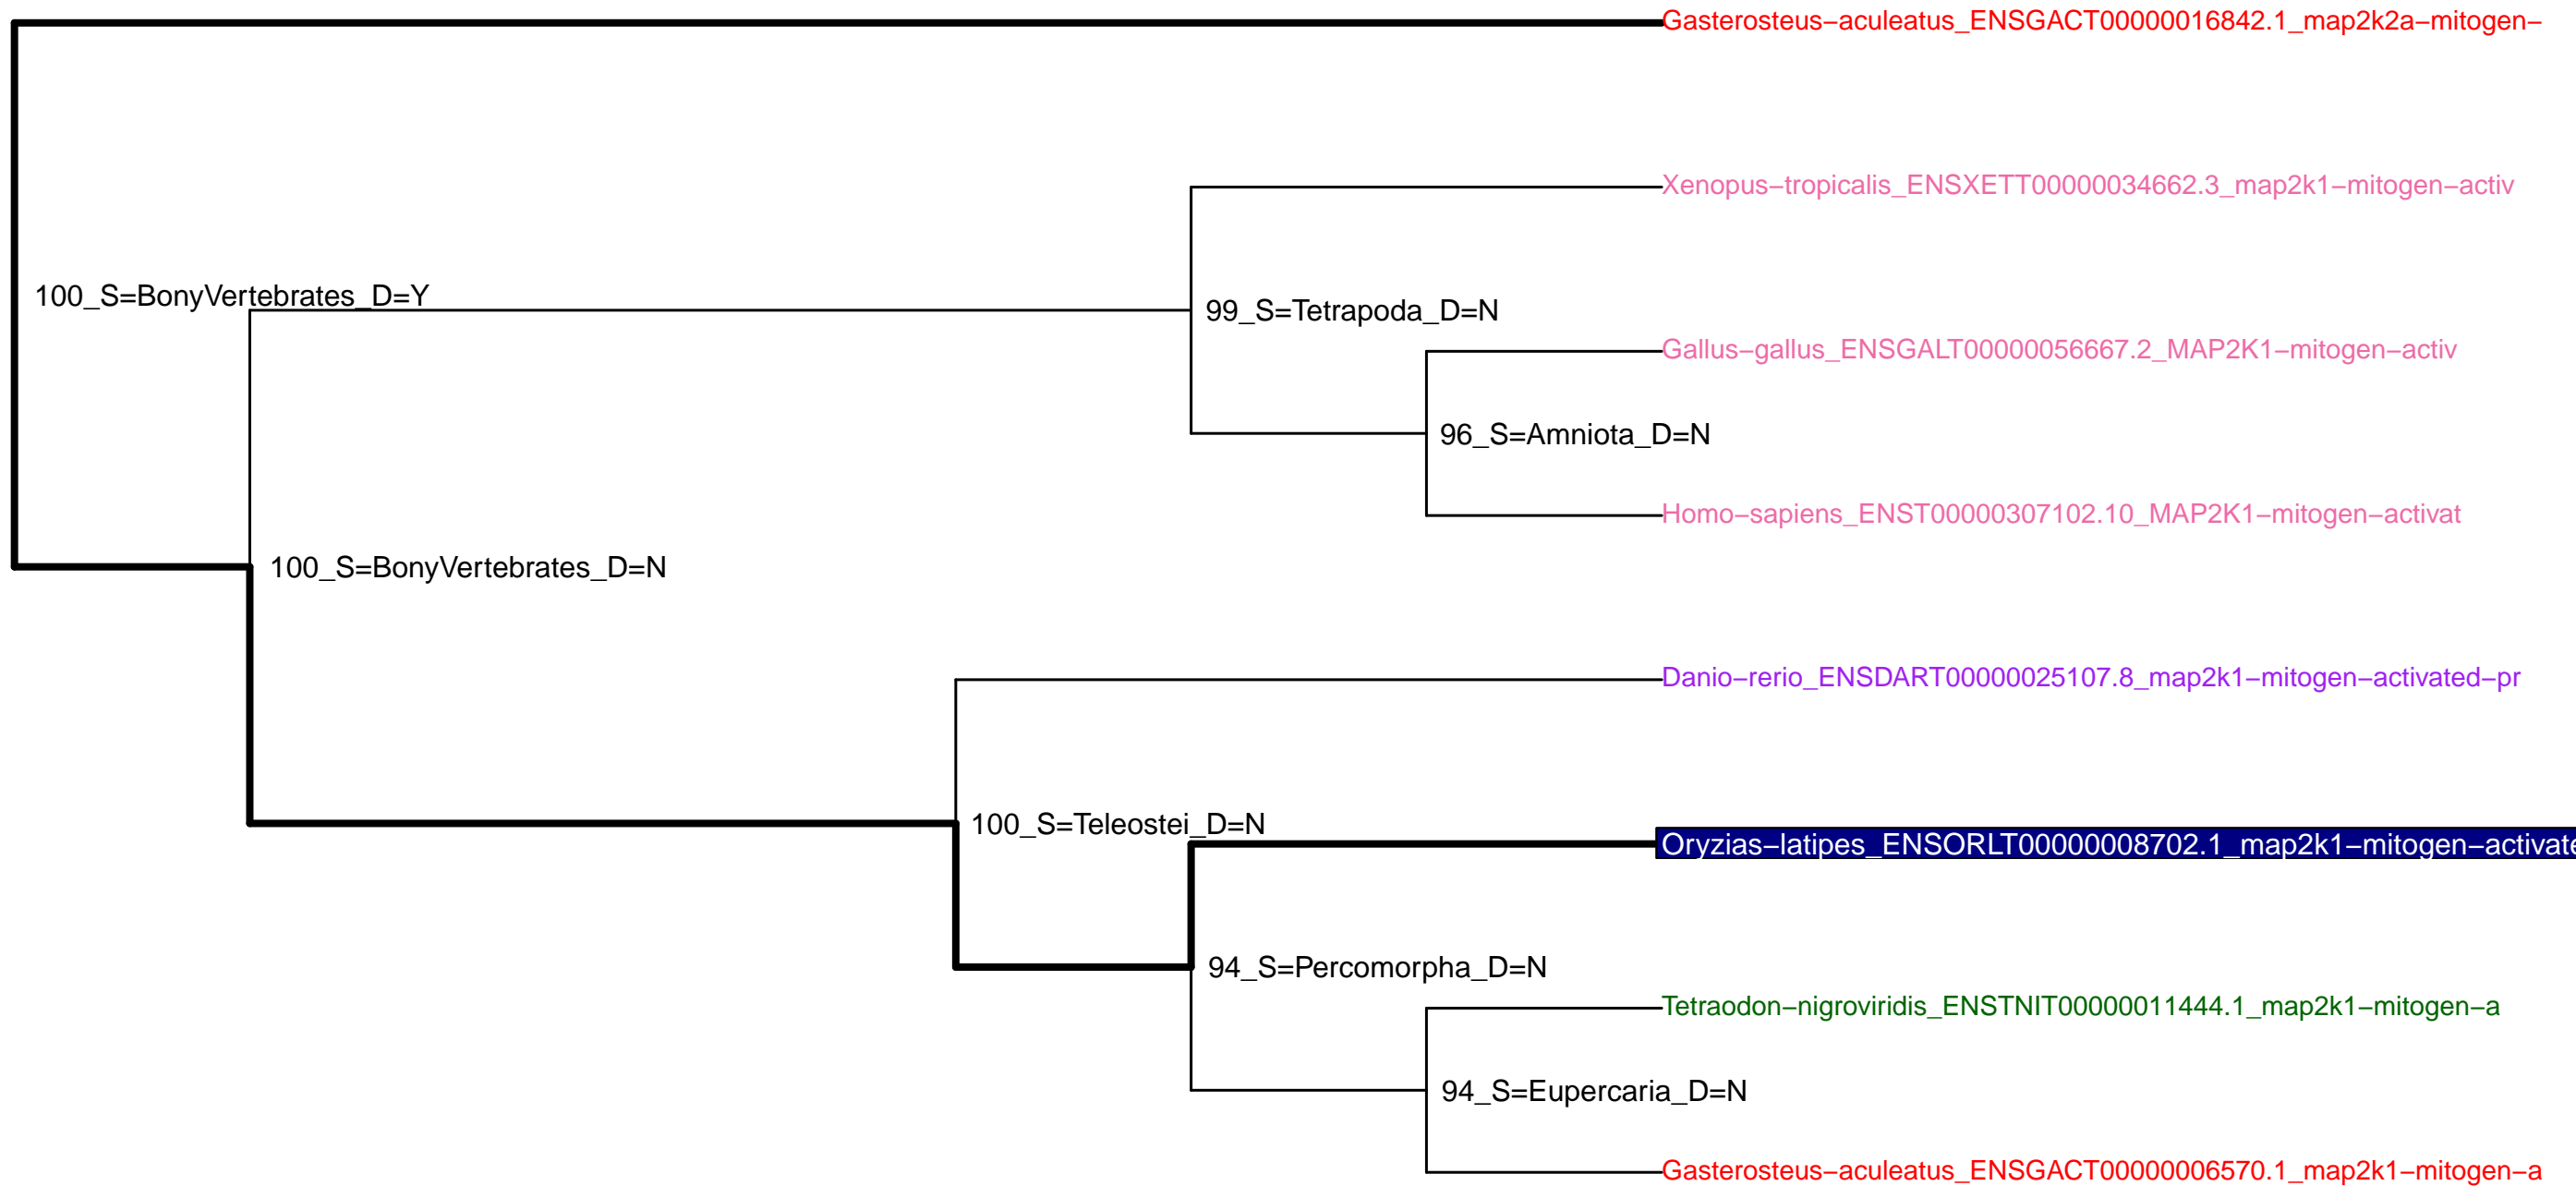 Gasterosteus−aculeatus_ENSGACT00000016842.1_map2k2a−mitogen−
Xenopus−tropicalis_ENSXETT00000034662.3_map2k1−mitogen−activ
100_S=BonyVertebrates_D=Y
99_S=Tetrapoda_D=N
Gallus−gallus_ENSGALT00000056667.2_MAP2K1−mitogen−activ
96_S=Amniota_D=N
Homo−sapiens_ENST00000307102.10_MAP2K1−mitogen−activat
100_S=BonyVertebrates_D=N
Danio−rerio_ENSDART00000025107.8_map2k1−mitogen−activated−pr
100_S=Teleostei_D=N
Oryzias−latipes_ENSORLT00000008702.1_map2k1−mitogen−activate
94_S=Percomorpha_D=N
Tetraodon−nigroviridis_ENSTNIT00000011444.1_map2k1−mitogen−a
94_S=Eupercaria_D=N
Gasterosteus−aculeatus_ENSGACT00000006570.1_map2k1−mitogen−a